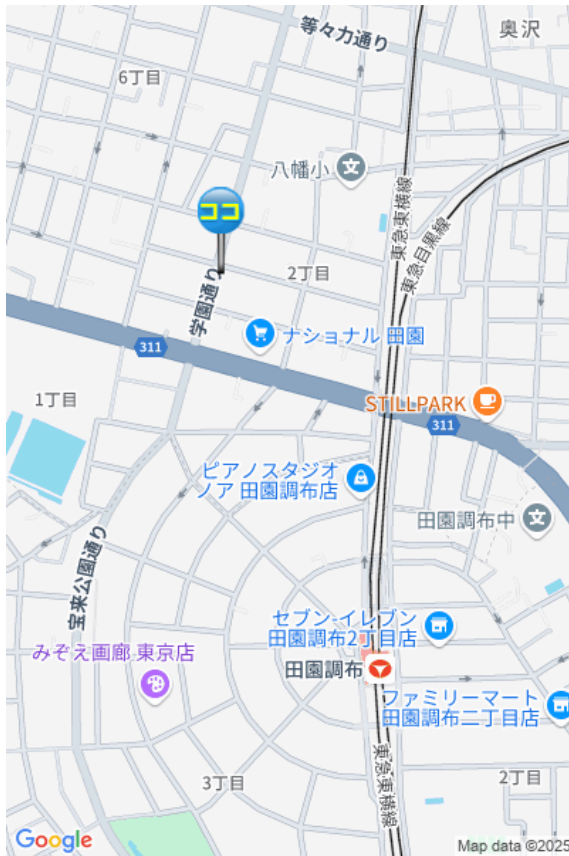 奥沢
等々力通り
6丁目
八幡小
文
東急東横線
東急目黒線
ココ
2丁目
学園通り
ナショナル 田園
311
1丁目
STILLPARK
311
ピアノスタジオ
ノア 田園調布店
田園調布中
文
宝来公園通り
セブン-イレブン
田園調布2丁目店
みぞえ画廊 東京店
田園調布
ファミリーマート
田園調布二丁目店
東急東横線
3丁目
2丁目
Google
Map data ©2025